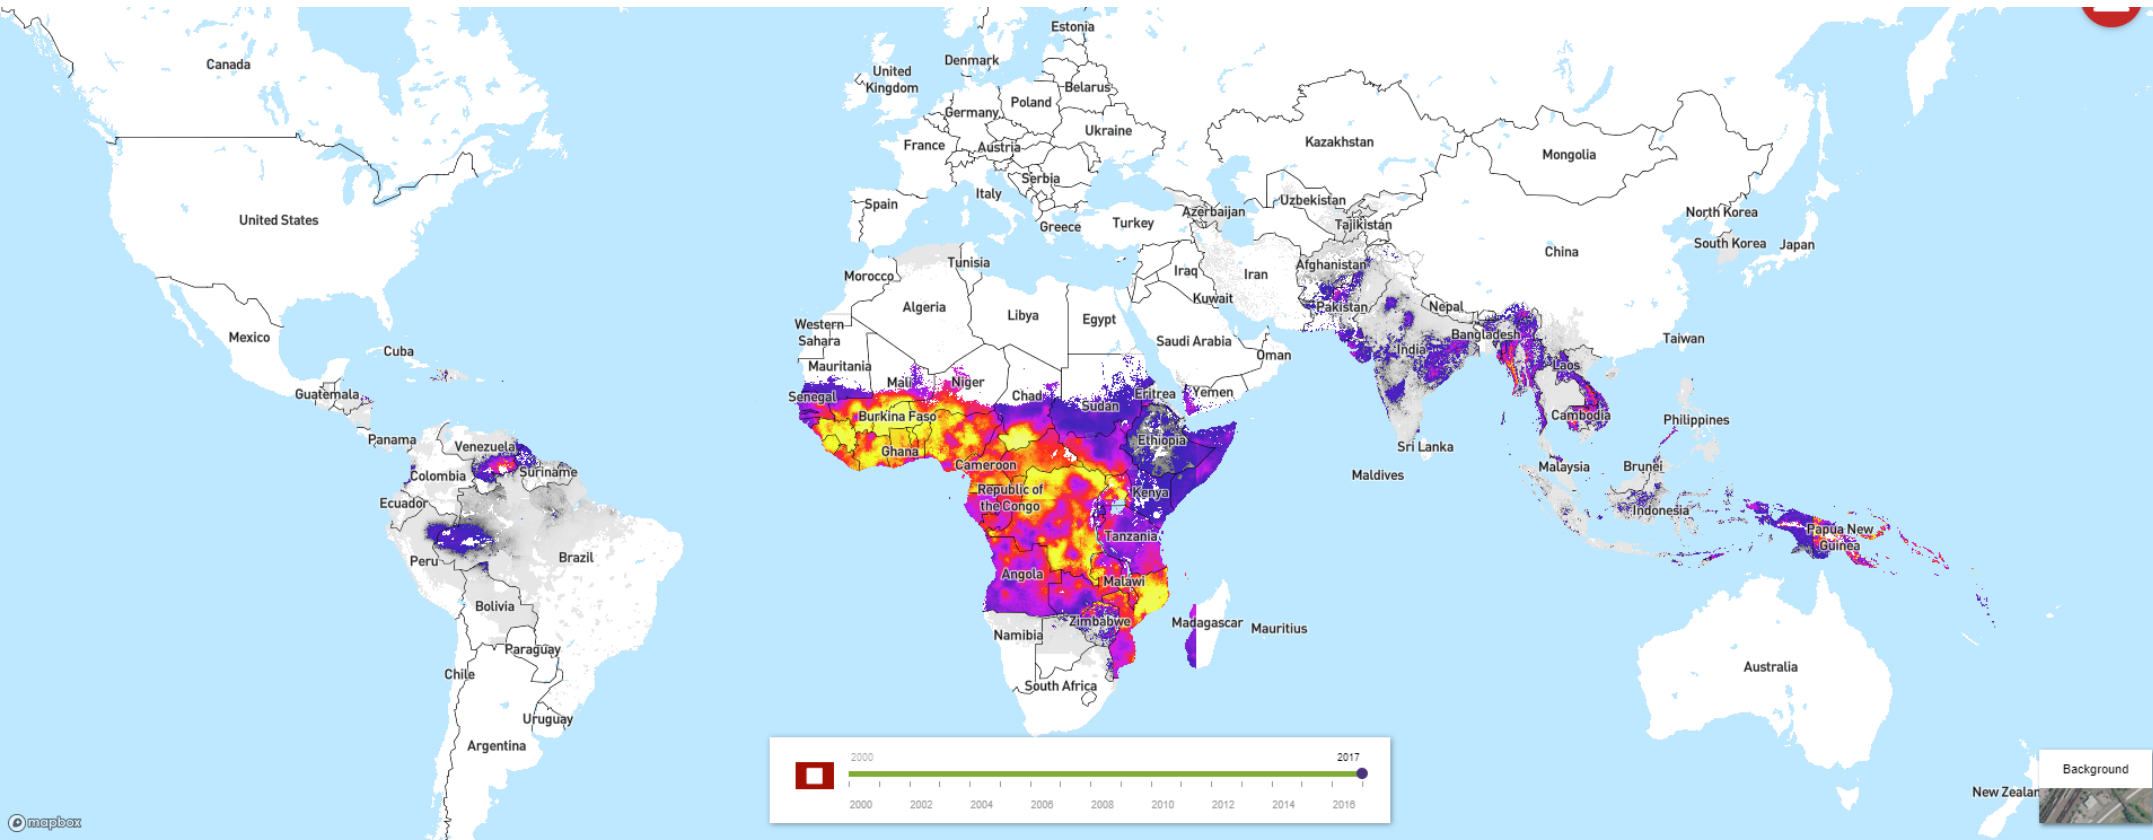 Estonia
Canada
Denmark
United
Kingdom
Belarus
Poland
Germany
Ukraine
France
Austria
Kazakhstan
Mongolia
Serbia
Italy
Spain
Uzbekistan
United States
Azerbaijan
North Korea
Greece
Turkey
Tajikistan
South Korea
Japan
China
Tunisia
Morocco
Iraq
Iran
Afghanistan
Kuwait
Algeria
Libya
Egypt
Pakistan
Nepal
Western
Sahara
Mexico
Bangladesh
Taiwan
Saudi Arabia
Cuba
India
Oman
Mauritania
Laos
Mali
Niger
Guatemala
Senegal
Chad
Eritrea
Yemen
Sudan
Burkina Faso
Cambodia
Philippines
Panama
Ethiopia
Venezuela
Sri Lanka
Ghana
Cameroon
Malaysia
Brunei
Colombia
Suriname
Maldives
Republic of
the Congo
Kenya
Ecuador
Indonesia
Papua New
Guinea
Tanzania
Brazil
Peru
Angola
Malawi
Bolivia
Zimbabwe
Madagascar
Mauritius
Namibia
Paraguay
Australia
Chile
South Africa
Uruguay
Argentina
2000
2017
2000 2002 2004 2006 2008 2010 2012 2014 2016
Background
New Zealan
mapbox